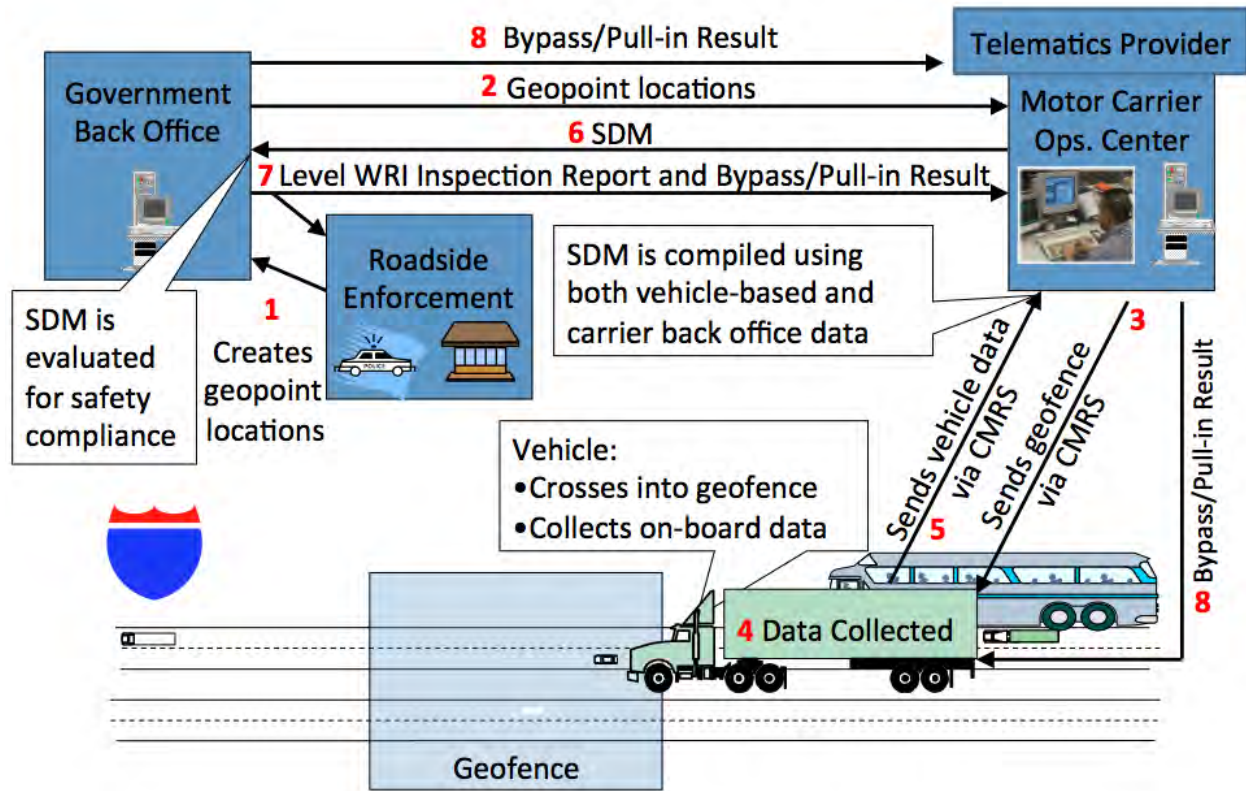 8 Bypass/Pull-in Result
Telematics Provider
Government
Back Office
2 Geopoint locations
Motor Carrier
Ops. Center
6 SDM
7 Level WRI Inspection Report and Bypass/Pull-in Result
Roadside
Enforcement
POLICE
SDM is compiled using
both vehicle-based and
carrier back office data
SDM is
evaluated
for safety
compliance
1
Creates
geopoint
locations
3
Sends vehicle data
via CMRS
Sends geofence
via CMRS
5
8 Bypass/Pull-in Result
Vehicle:
•Crosses into geofence
•Collects on-board data
4 Data Collected
Geofence